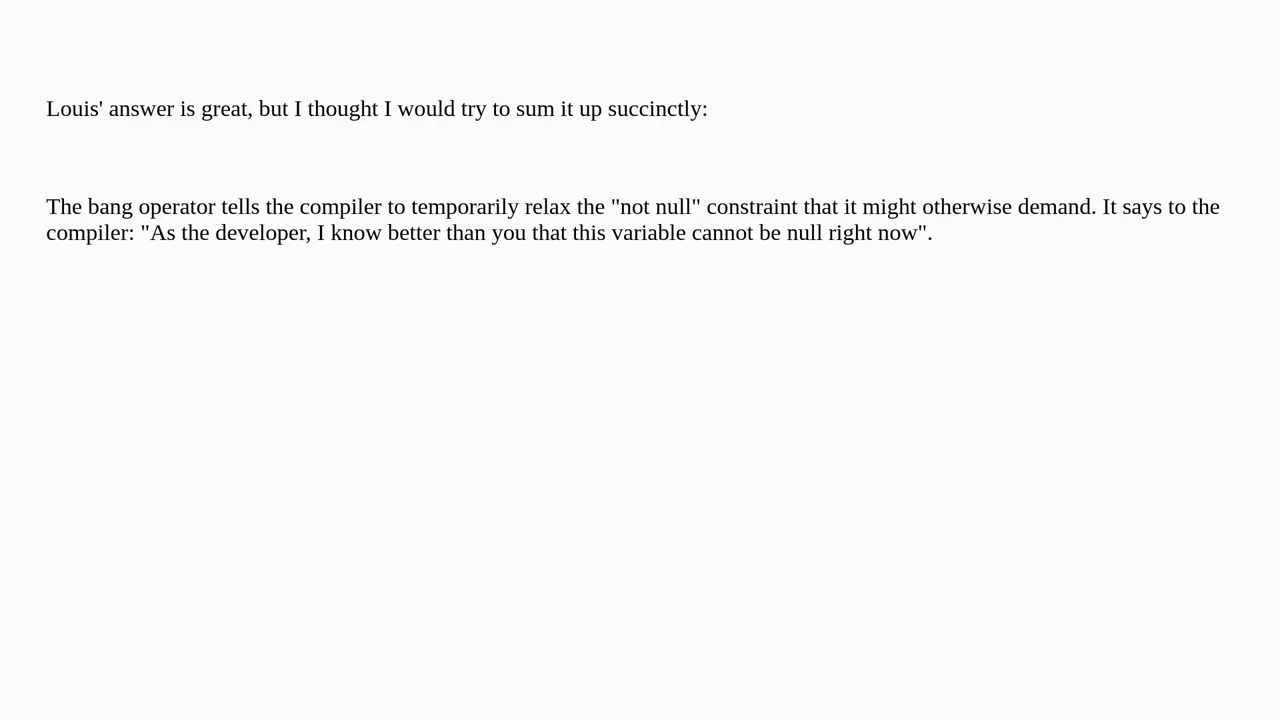 Louis' answer is great, but I thought I would try to sum it up succinctly:
The bang operator tells the compiler to temporarily relax the "not null" constraint that it might otherwise demand. It says to the
compiler: "As the developer, I know better than you that this variable cannot be null right now".